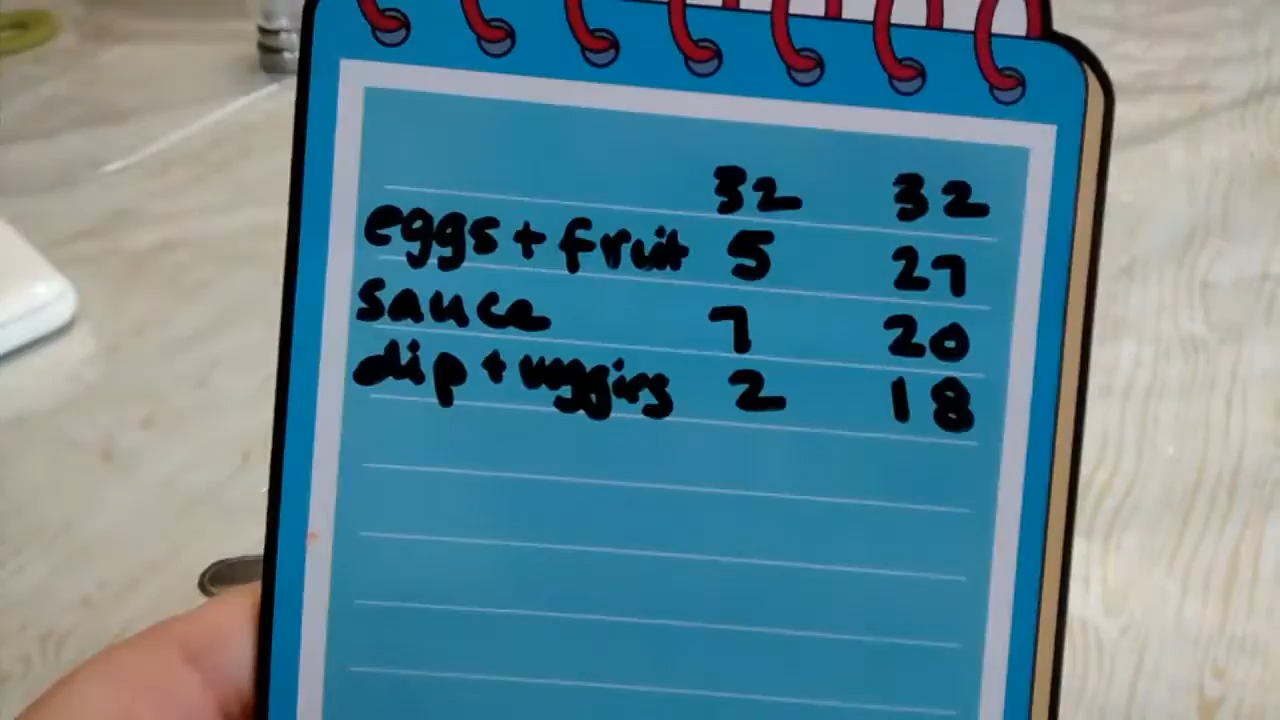 32 32
eggs + fruit 5 27
sauce 7 20
dip + veggies 2 18